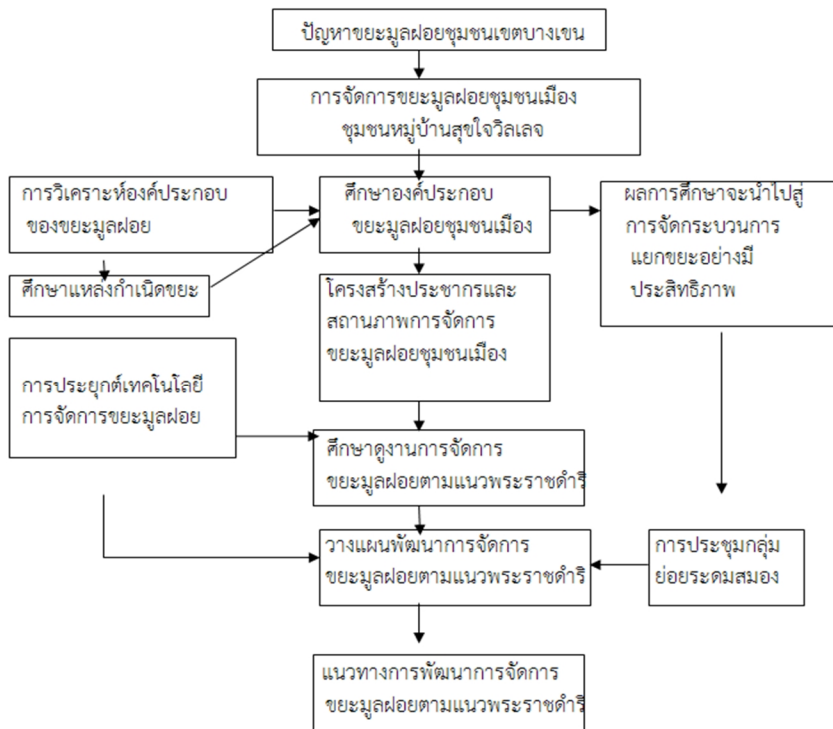 ปัญหาขยะมูลฝอยชุมชนเขตบางเขน
การจัดการขยะมูลฝอยชุมชนเมือง
ชุมชนหมู่บ้านสุขใจวิลเลจ
การวิเคราะห์องค์ประกอบ
ของขยะมูลฝอย
ศึกษาองค์ประกอบ
ขยะมูลฝอยชุมชนเมือง
ผลการศึกษาจะนำไปสู่
การจัดกระบวนการ
แยกขยะอย่างมี
ประสิทธิภาพ
ศึกษาแหล่งกำเนิดขยะ
โครงสร้างประชากรและ
สถานภาพการจัดการ
ขยะมูลฝอยชุมชนเมือง
การประยุกต์เทคโนโลยี
การจัดการขยะมูลฝอย
ศึกษาดูงานการจัดการ
ขยะมูลฝอยตามแนวพระราชดำริ
วางแผนพัฒนาการจัดการ
ขยะมูลฝอยตามแนวพระราชดำริ
การประชุมกลุ่ม
ย่อยระดมสมอง
แนวทางการพัฒนาการจัดการ
ขยะมูลฝอยตามแนวพระราชดำริ